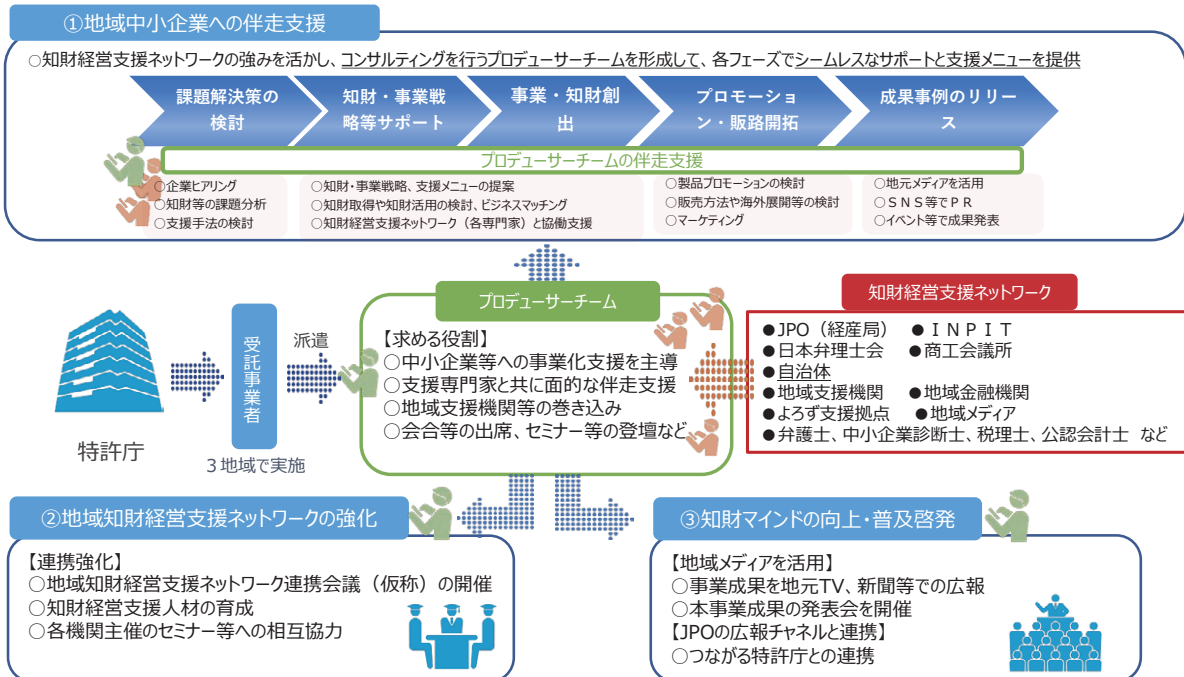 ①地域中小企業への伴走支援
○知財経営支援ネットワークの強みを活かし、コンサルティングを行うプロデューサーチームを形成して、各フェーズでシームレスなサポートと支援メニューを提供
課題解決策の
検討
知財・事業戦
略等サポート
事業・知財創
出
プロモーショ
ン・販路開拓
成果事例のリリー
ス
プロデューサーチームの伴走支援
○企業ヒアリング
○知財等の課題分析
○支援手法の検討
○知財・事業戦略、支援メニューの提案
○知財取得や知財活用の検討、ビジネスマッチング
○知財経営支援ネットワーク（各専門家）と協働支援
○製品プロモーションの検討
○販売方法や海外展開等の検討
○マーケティング
○地元メディアを活用
○ＳＮＳ等でＰＲ
○イベント等で成果発表
特許庁
受託事業者
3地域で実施
派遣
プロデューサーチーム
【求める役割】
○中小企業等への事業化支援を主導
○支援専門家と共に面的な伴走支援
○地域支援機関等の巻き込み
○会合等の出席、セミナー等の登壇など
知財経営支援ネットワーク
●JPO（経産局） ●ＩＮＰＩＴ
●日本弁理士会 ●商工会議所
●自治体
●地域支援機関 ●地域金融機関
●よろず支援拠点 ●地域メディア
●弁護士、中小企業診断士、税理士、公認会計士 など
②地域知財経営支援ネットワークの強化
【連携強化】
○地域知財経営支援ネットワーク連携会議（仮称）の開催
○知財経営支援人材の育成
○各機関主催のセミナー等への相互協力
③知財マインドの向上・普及啓発
【地域メディアを活用】
○事業成果を地元TV、新聞等での広報
○本事業成果の発表会を開催
【JPOの広報チャネルと連携】
○つながる特許庁との連携